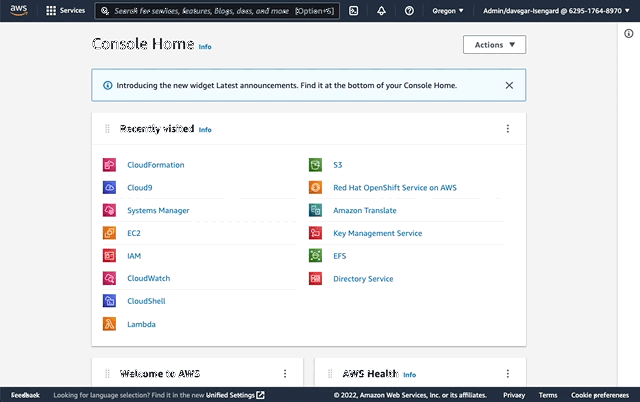 aws Services Search for services, features, blogs, docs, and more [Option+S] Oregon Admin/davsgar-Isengard @ 6295-1764-8970
Console Home Info
Actions
Introducing the new widget Latest announcements. Find it at the bottom of your Console Home.
Recently visited Info
CloudFormation
Cloud9
Systems Manager
EC2
IAM
CloudWatch
CloudShell
Lambda
S3
Red Hat OpenShift Service on AWS
Amazon Translate
Key Management Service
EFS
Directory Service
Welcome to AWS
AWS Health Info
Feedback Looking for language selection? Find it in the new Unified Settings © 2022, Amazon Web Services, Inc. or its affiliates. Privacy Terms Cookie preferences